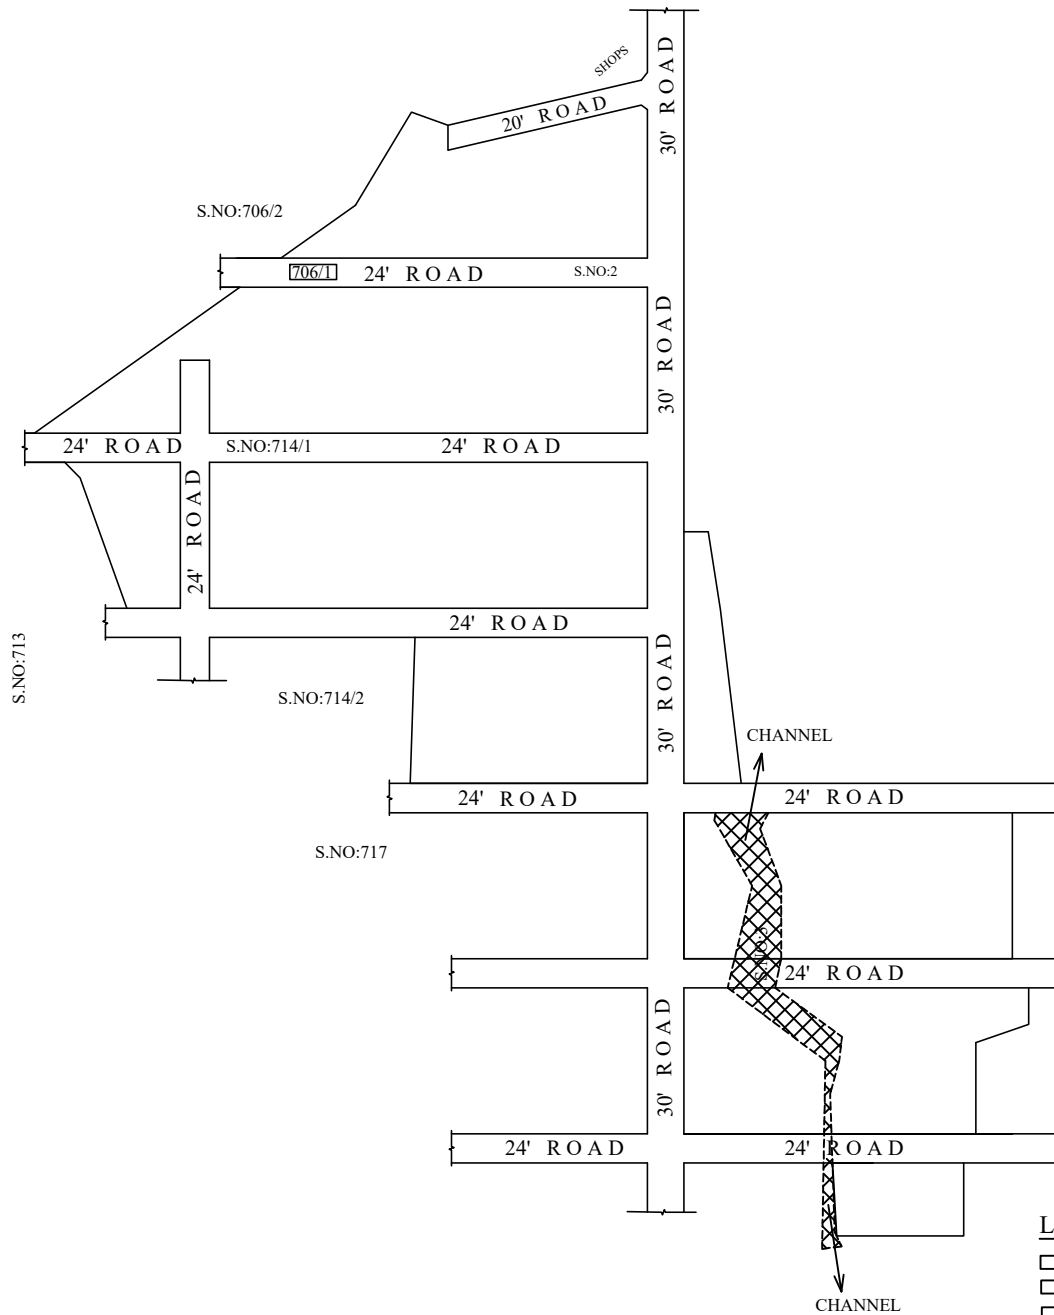 SHOPS
30' ROAD
20' ROAD
S.NO:706/2
706/1
24' ROAD
S.NO:2
30' ROAD
24' ROAD
S.NO:714/1
24' ROAD
24' ROAD
24' ROAD
S.NO:713
30' ROAD
S.NO:714/2
CHANNEL
24' ROAD
24' ROAD
S.NO:717
24' ROAD
30' ROAD
24' ROAD
24' ROAD
L
CHANNEL